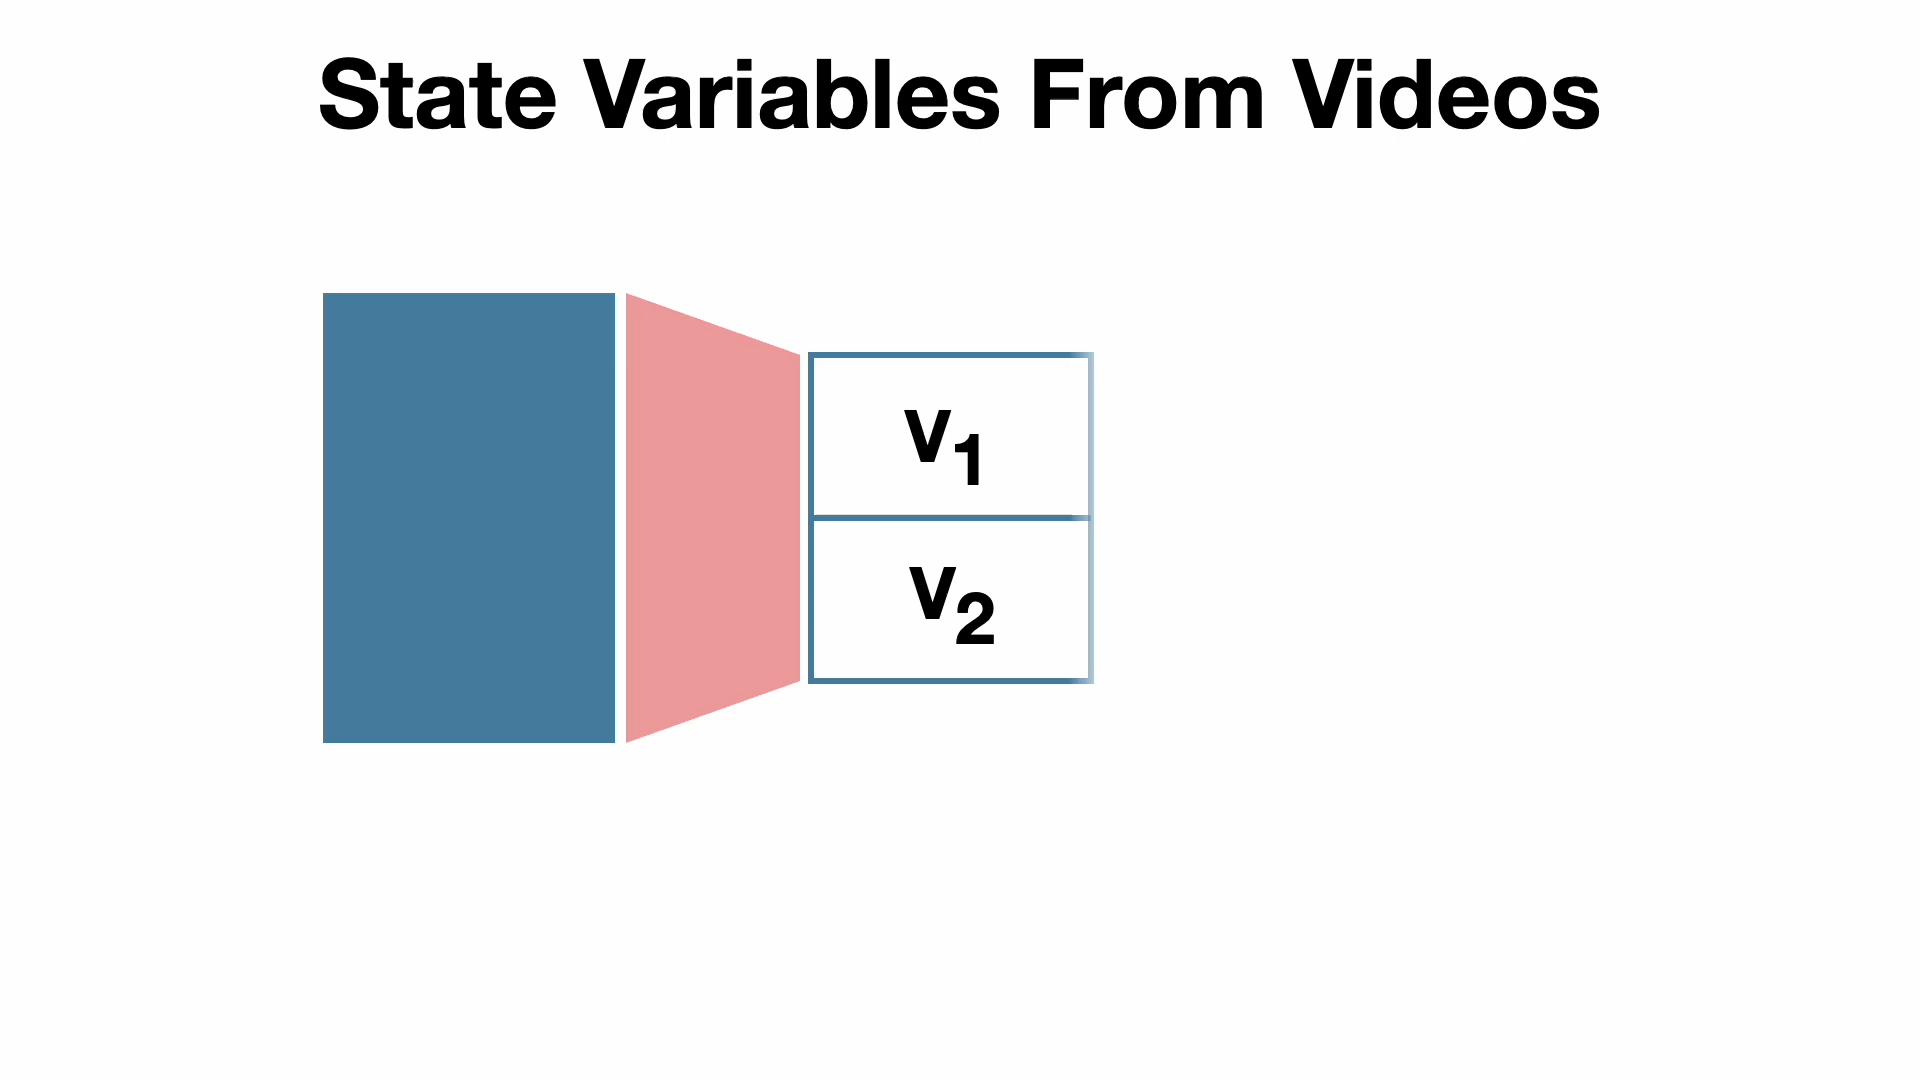 State Variables From Videos
V₁
V₂